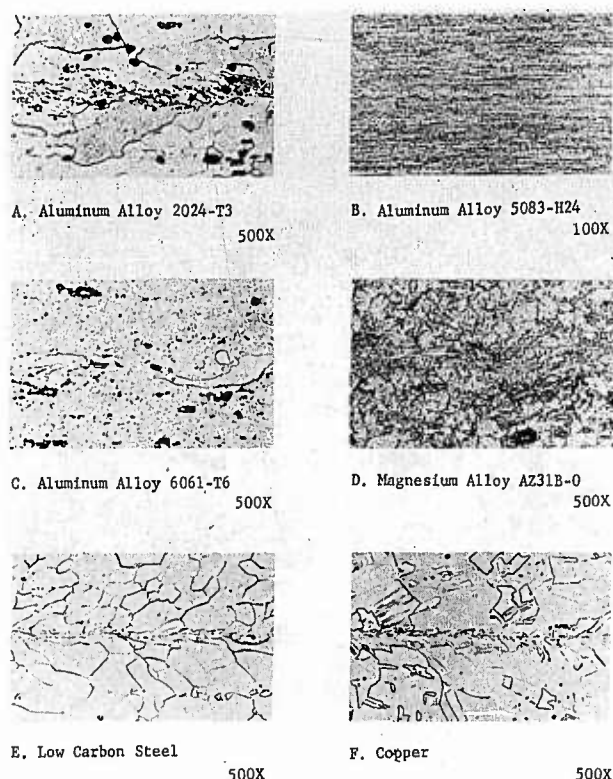 A. Aluminum Alloy 2024-T3
500X
B. Aluminum Alloy 5083-H24
100X
C. Aluminum Alloy 6061-T6
500X
D. Magnesium Alloy AZ31B-0
500X
E. Low Carbon Steel
500X
F. Copper
500X